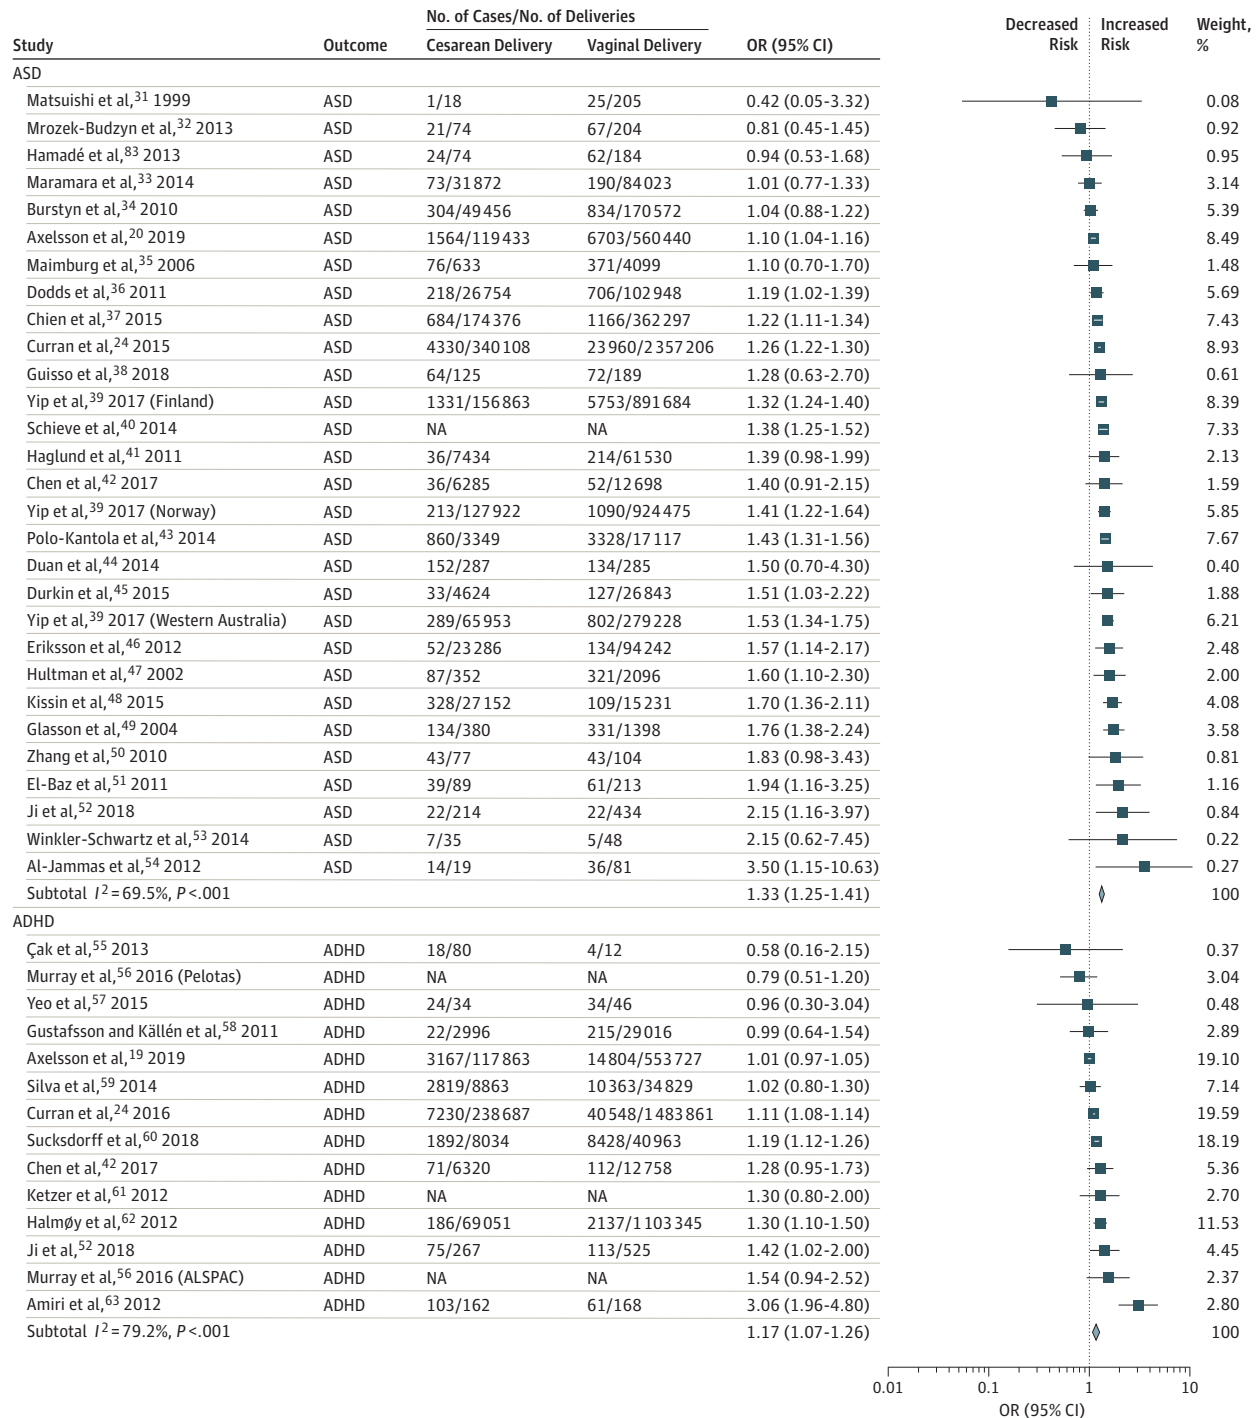 No. of Cases/No. of Deliveries
Decreased Risk Increased Risk Weight, %
Study Outcome Cesarean Delivery Vaginal Delivery OR (95% CI)
ASD
Matsuishi et al,31 1999 ASD 1/18 25/205 0.42 (0.05-3.32) 0.08
Mrozek-Budzyn et al,32 2013 ASD 21/74 67/204 0.81 (0.45-1.45) 0.92
Hamadé et al,83 2013 ASD 24/74 62/184 0.94 (0.53-1.68) 0.95
Maramara et al,33 2014 ASD 73/31872 190/84023 1.01 (0.77-1.33) 3.14
Burstyn et al,34 2010 ASD 304/49456 834/170572 1.04 (0.88-1.22) 5.39
Axelsson et al,20 2019 ASD 1564/119433 6703/560440 1.10 (1.04-1.16) 8.49
Maimburg et al,35 2006 ASD 76/633 371/4099 1.10 (0.70-1.70) 1.48
Dodds et al,36 2011 ASD 218/26754 706/102948 1.19 (1.02-1.39) 5.69
Chien et al,37 2015 ASD 684/174376 1166/362297 1.22 (1.11-1.34) 7.43
Curran et al,24 2015 ASD 4330/340108 23960/2357206 1.26 (1.22-1.30) 8.93
Guisso et al,38 2018 ASD 64/125 72/189 1.28 (0.63-2.70) 0.61
Yip et al,39 2017 (Finland) ASD 1331/156863 5753/891684 1.32 (1.24-1.40) 8.39
Schieve et al,40 2014 ASD NA NA 1.38 (1.25-1.52) 7.33
Haglund et al,41 2011 ASD 36/7434 214/61530 1.39 (0.98-1.99) 2.13
Chen et al,42 2017 ASD 36/6285 52/12698 1.40 (0.91-2.15) 1.59
Yip et al,39 2017 (Norway) ASD 213/127922 1090/924475 1.41 (1.22-1.64) 5.85
Polo-Kantola et al,43 2014 ASD 860/3349 3328/17117 1.43 (1.31-1.56) 7.67
Duan et al,44 2014 ASD 152/287 134/285 1.50 (0.70-4.30) 0.40
Durkin et al,45 2015 ASD 33/4624 127/26843 1.51 (1.03-2.22) 1.88
Yip et al,39 2017 (Western Australia) ASD 289/65953 802/279228 1.53 (1.34-1.75) 6.21
Eriksson et al,46 2012 ASD 52/23286 134/94242 1.57 (1.14-2.17) 2.48
Hultman et al,47 2002 ASD 87/352 321/2096 1.60 (1.10-2.30) 2.00
Kissin et al,48 2015 ASD 328/27152 109/15231 1.70 (1.36-2.11) 4.08
Glasson et al,49 2004 ASD 134/380 331/1398 1.76 (1.38-2.24) 3.58
Zhang et al,50 2010 ASD 43/77 43/104 1.83 (0.98-3.43) 0.81
El-Baz et al,51 2011 ASD 39/89 61/213 1.94 (1.16-3.25) 1.16
Ji et al,52 2018 ASD 22/214 22/434 2.15 (1.16-3.97) 0.84
Winkler-Schwartz et al,53 2014 ASD 7/35 5/48 2.15 (0.62-7.45) 0.22
Al-Jammas et al,54 2012 ASD 14/19 36/81 3.50 (1.15-10.63) 0.27
Subtotal I2 = 69.5%, P <.001 1.33 (1.25-1.41) 100
ADHD
Çak et al,55 2013 ADHD 18/80 4/12 0.58 (0.16-2.15) 0.37
Murray et al,56 2016 (Pelotas) ADHD NA NA 0.79 (0.51-1.20) 3.04
Yeo et al,57 2015 ADHD 24/34 34/46 0.96 (0.30-3.04) 0.48
Gustafsson and Källén et al,58 2011 ADHD 22/2996 215/29016 0.99 (0.64-1.54) 2.89
Axelsson et al,19 2019 ADHD 3167/117863 14804/553727 1.01 (0.97-1.05) 19.10
Silva et al,59 2014 ADHD 2819/8863 10363/34829 1.02 (0.80-1.30) 7.14
Curran et al,24 2016 ADHD 7230/238687 40548/1483861 1.11 (1.08-1.14) 19.59
Sucksdorff et al,60 2018 ADHD 1892/8034 8428/40963 1.19 (1.12-1.26) 18.19
Chen et al,42 2017 ADHD 71/6320 112/12758 1.28 (0.95-1.73) 5.36
Ketzer et al,61 2012 ADHD NA NA 1.30 (0.80-2.00) 2.70
Halmøy et al,62 2012 ADHD 186/69051 2137/1103345 1.30 (1.10-1.50) 11.53
Ji et al,52 2018 ADHD 75/267 113/525 1.42 (1.02-2.00) 4.45
Murray et al,56 2016 (ALSPAC) ADHD NA NA 1.54 (0.94-2.52) 2.37
Amiri et al,63 2012 ADHD 103/162 61/168 3.06 (1.96-4.80) 2.80
Subtotal I2 = 79.2%, P <.001 1.17 (1.07-1.26) 100
0.01 0.1 1 10
OR (95% CI)